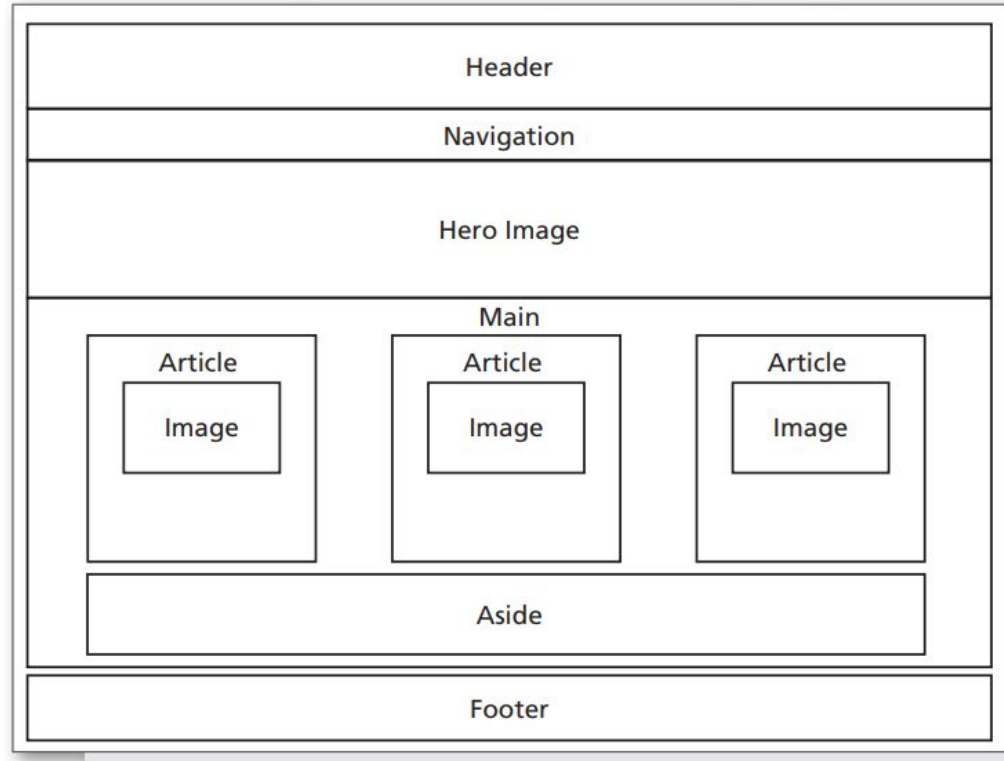 Header
Navigation
Hero Image
Main
Article Article Article
Image Image Image
Aside
Footer